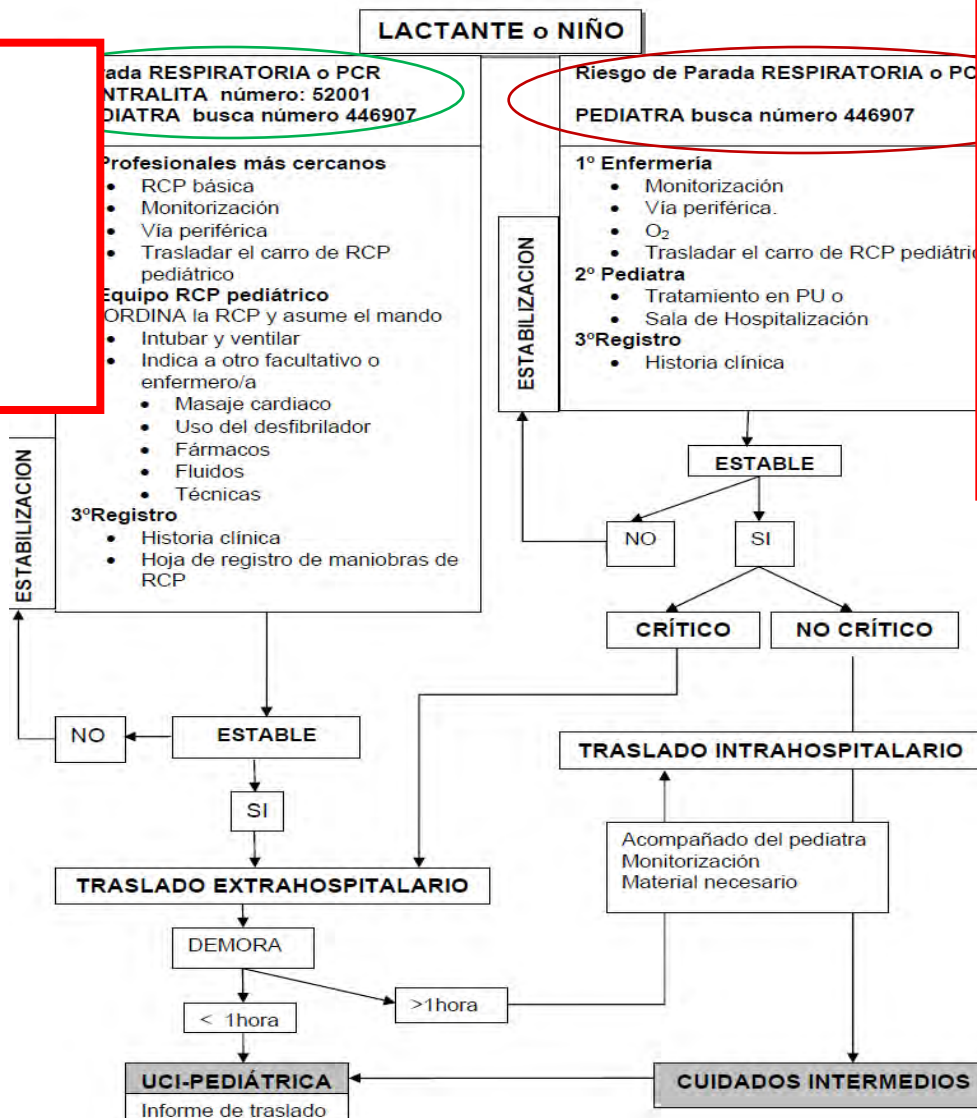 LACTANTE o NIÑO
RESPIRATORIA o PCR
número: 52001
busca número 446907
Profesionales más cercanos
• RCP básica
• Monitorización
• Vía periférica
• Trasladar el carro de RCP
pediátrico
Equipo RCP pediátrico
la RCP y asume el mando
• Intubar y ventilar
• Indica a otro facultativo o
enfermero/a
• Masaje cardiaco
• Uso del desfibrilador
• Fármacos
• Fluidos
• Técnicas
3ºRegistro
• Historia clínica
• Hoja de registro de maniobras de
RCP
ESTABILIZACION
NO
ESTABLE
SI
Riesgo de Parada RESPIRATORIA o
PEDIATRA busca número 446907
1º Enfermería
• Monitorización
• Vía periférica.
• O₂
• Trasladar el carro de RCP
2º Pediatra
• Tratamiento en PU o
• Sala de Hospitalización
3ºRegistro
• Historia clínica
ESTABILIZACION
ESTABLE
NO
SI
CRÍTICO
NO CRÍTICO
TRASLADO INTRAHOSPITALARIO
Acompañado del pediatra
Monitorización
Material necesario
TRASLADO EXTRAHOSPITALARIO
DEMORA
< 1hora
>1hora
UCI-PEDIÁTRICA
Informe de traslado
CUIDADOS INTERMEDIOS